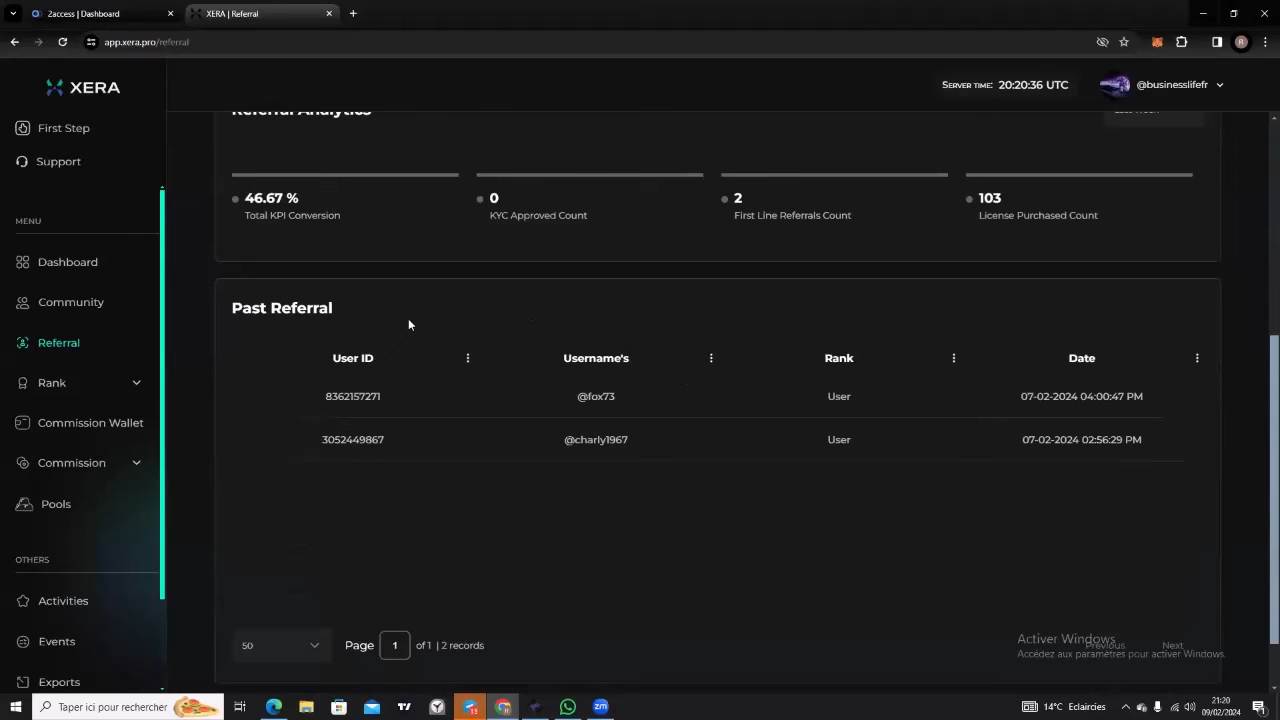 2access | Dashboard
XERA | Referral
app.xera.pro/referral
R
XERA
SERVER TIME: 20:20:36 UTC
@businesslifefr
First Step
Support
MENU
Dashboard
Community
Referral
Rank
Commission Wallet
Commission
Pools
OTHERS
Activities
Events
Exports
Referral Analytics
Last Week
46.67 %
Total KPI Conversion
0
KYC Approved Count
2
First Line Referrals Count
103
License Purchased Count
Past Referral
User ID Username's Rank Date
8362157271 @fox73 User 07-02-2024 04:00:47 PM
3052449867 @charly1967 User 07-02-2024 02:56:29 PM
50 Page 1 of 1 | 2 records
Previous Next
Activer Windows
Accédez aux paramètres pour activer Windows.
Taper ici pour rechercher
14°C Eclaircies
21:20
09/02/2024